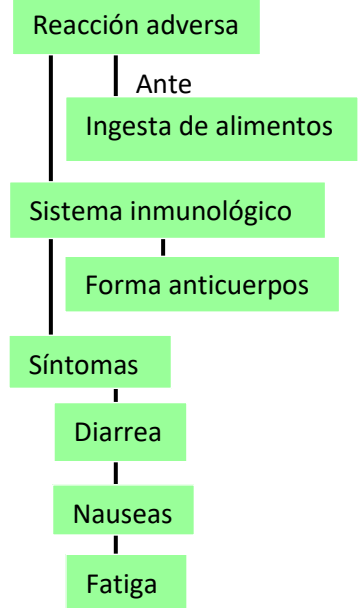 Reacción adversa
Ante
Ingesta de alimentos
Sistema inmunológico
Forma anticuerpos
Síntomas
Diarrea
Nauseas
Fatiga